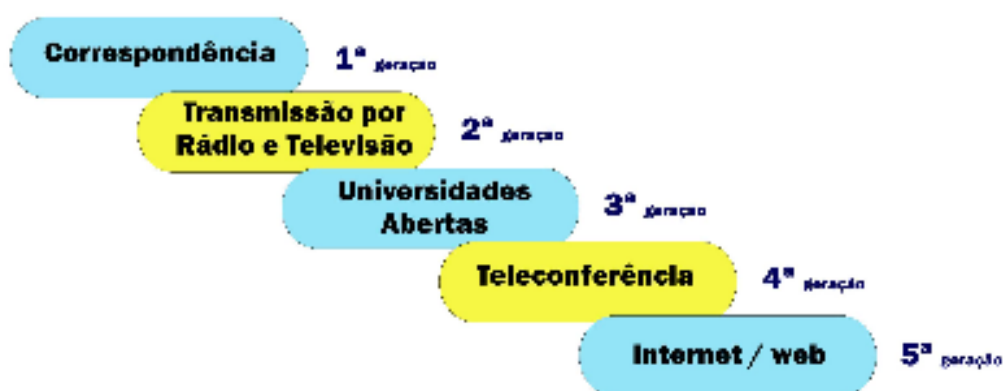 Correspondência
1ª geração
Transmissão por
Rádio e Televisão
2ª geração
Universidades
Abertas
3ª geração
Teleconferência
4ª geração
Internet / web
5ª geração